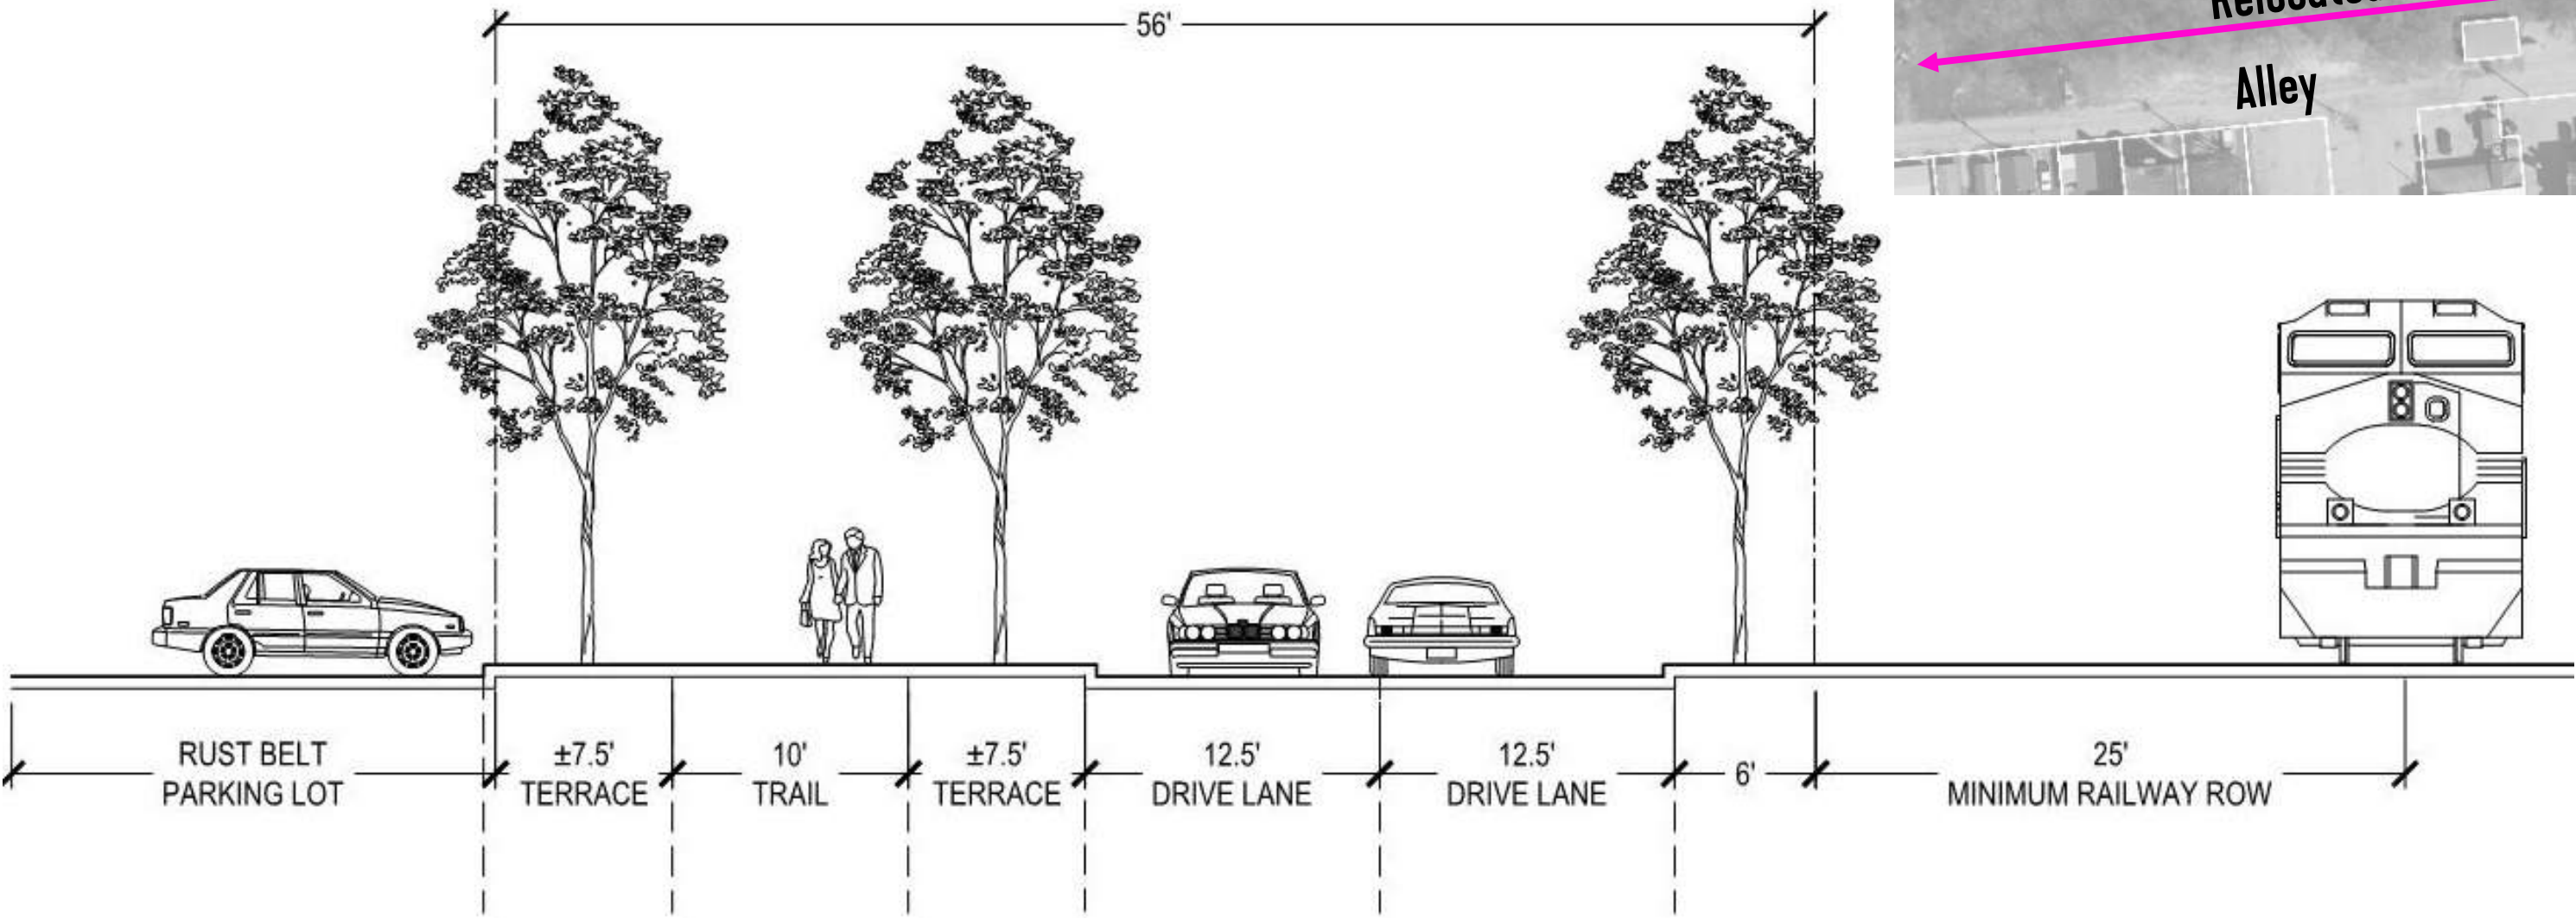 56'
Alley
RUST BELT
PARKING LOT
±7.5'
TERRACE
10'
TRAIL
±7.5'
TERRACE
12.5'
DRIVE LANE
12.5'
DRIVE LANE
6'
25'
MINIMUM RAILWAY ROW